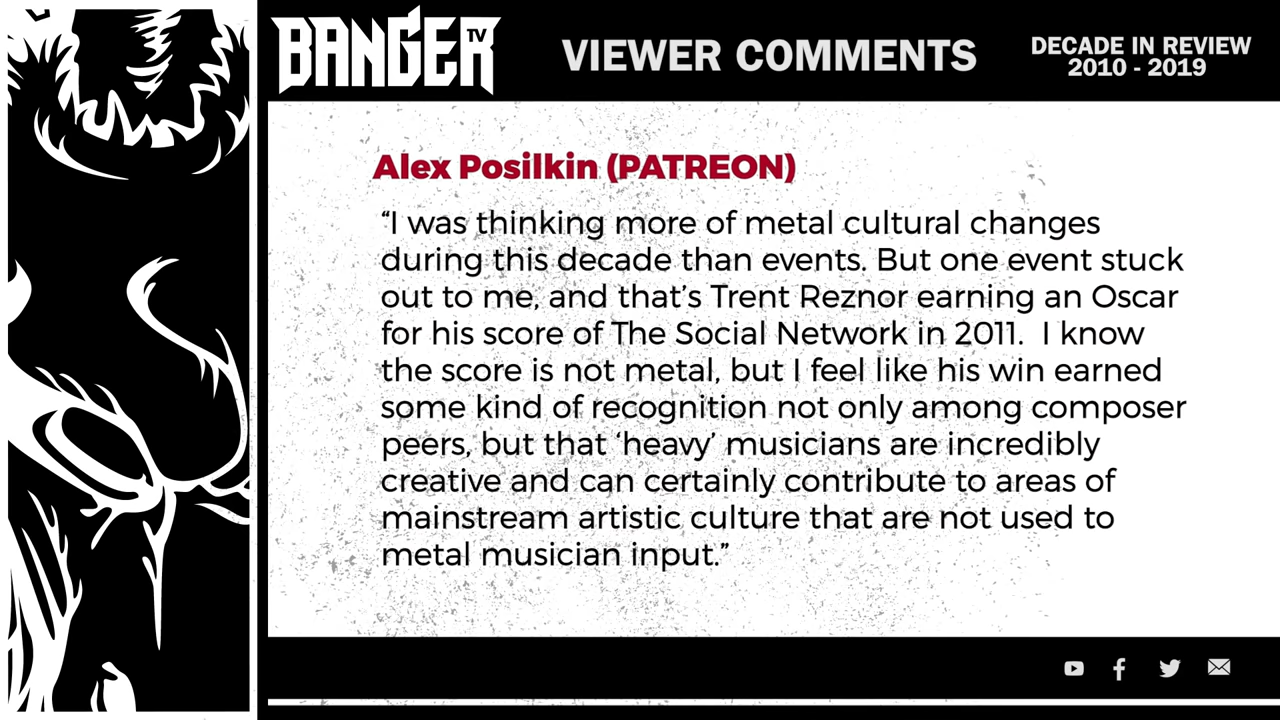 BANGER TV
VIEWER COMMENTS
DECADE IN REVIEW
2010 - 2019
Alex Posilkin (PATREON)
“I was thinking more of metal cultural changes
during this decade than events. But one event stuck
out to me, and that’s Trent Reznor earning an Oscar
for his score of The Social Network in 2011.  I know
the score is not metal, but I feel like his win earned
some kind of recognition not only among composer
peers, but that ‘heavy’ musicians are incredibly
creative and can certainly contribute to areas of
mainstream artistic culture that are not used to
metal musician input.”